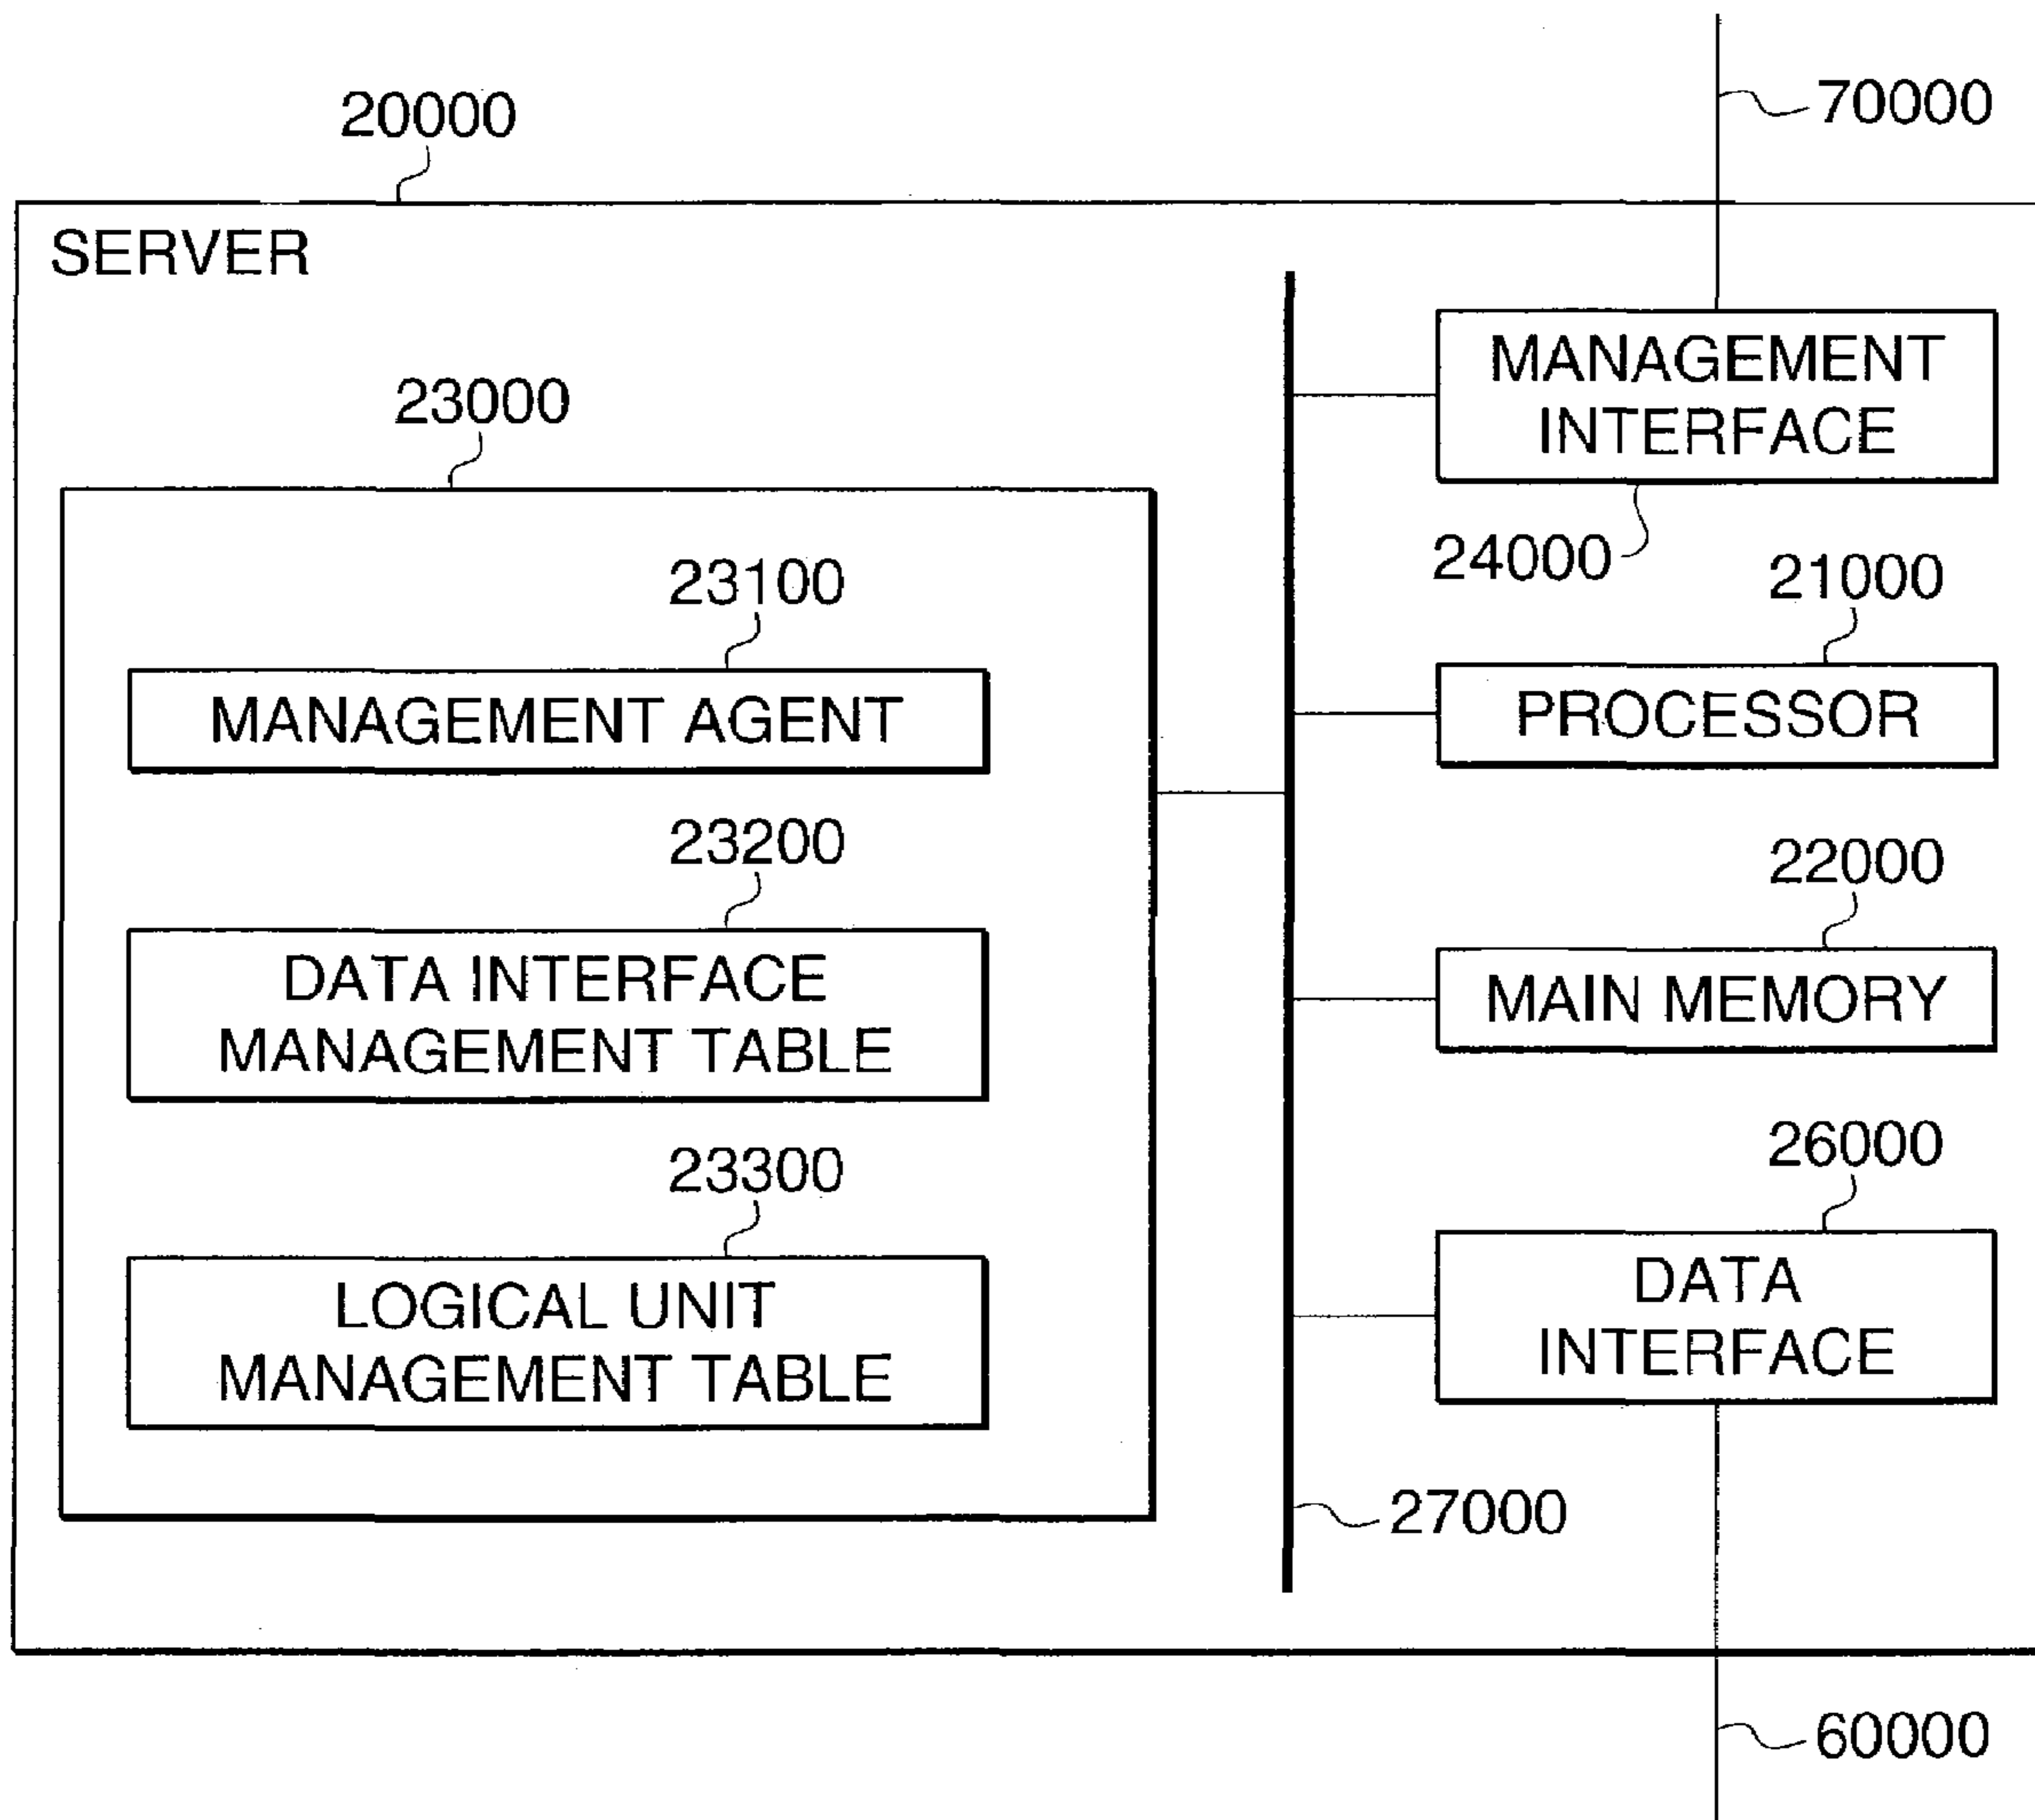 70000
20000
SERVER
MANAGEMENT
INTERFACE
23000
24000
21000
23100
MANAGEMENT AGENT
PROCESSOR
23200
22000
DATA INTERFACE
MANAGEMENT TABLE
MAIN MEMORY
23300
26000
LOGICAL UNIT
MANAGEMENT TABLE
DATA
INTERFACE
27000
60000